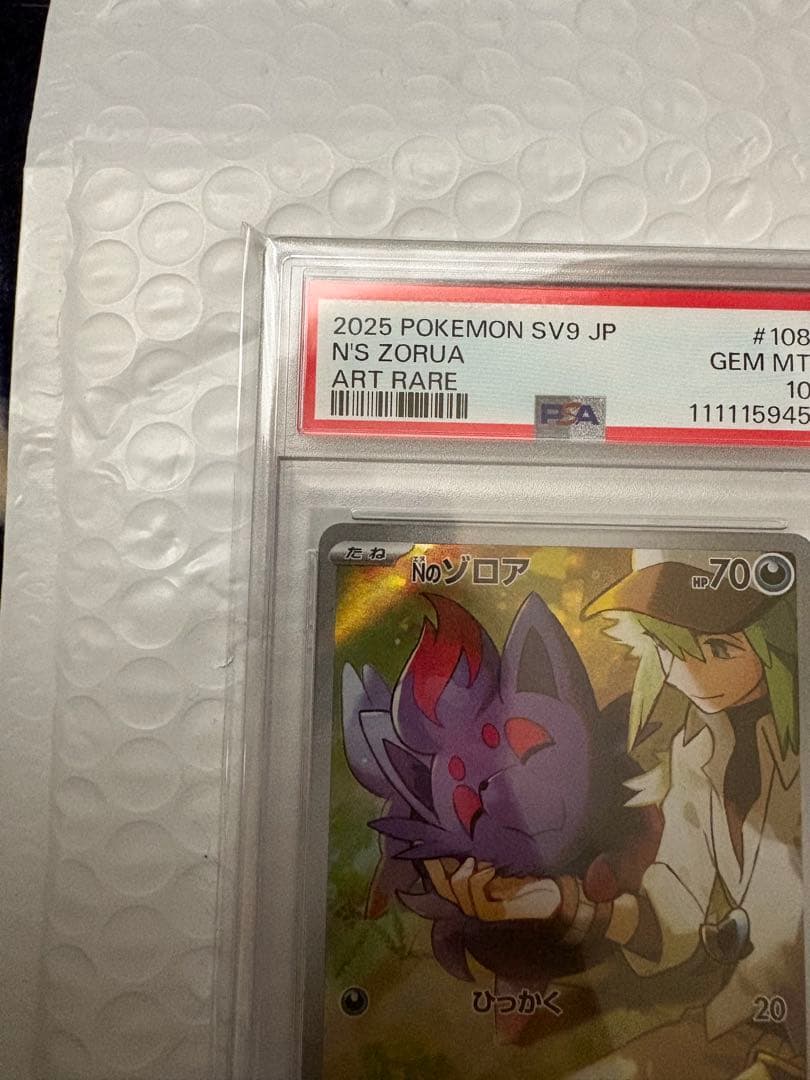 2025 POKEMON SV9 JP
#108
N'S ZORUA
GEM MT
ART RARE
10
PSA
111115945
たね
Nのゾロア
HP70
ひっかく
20